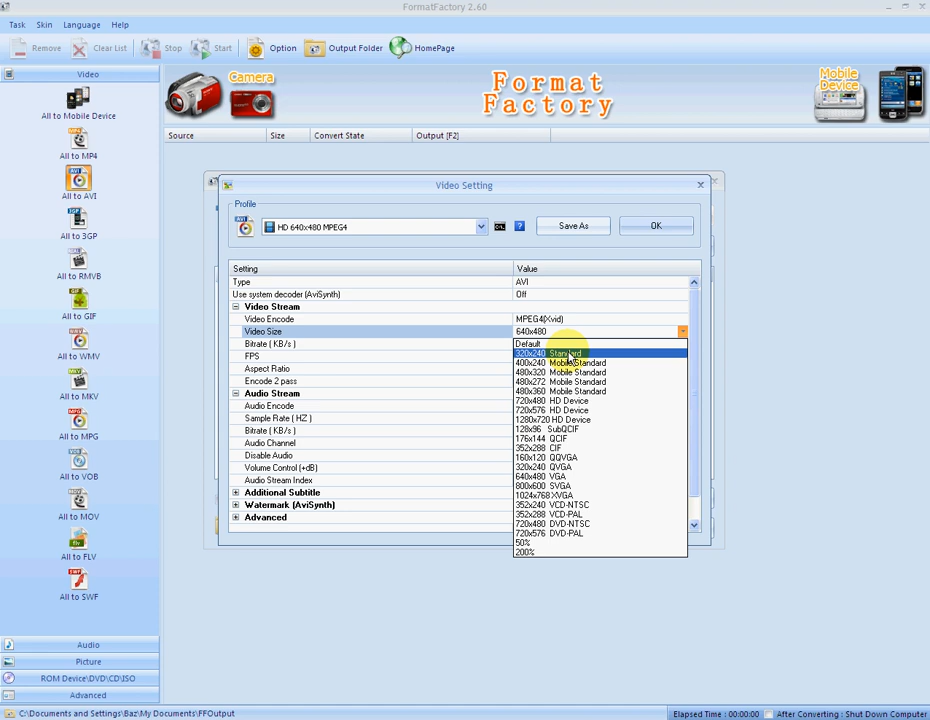 FormatFactory 2.60
Task Skin Language Help
Remove Clear List Stop Start Option Output Folder HomePage
Video
All to Mobile Device
All to MP4
All to AVI
All to 3GP
All to RMVB
All to GIF
All to WMV
All to MKV
All to MPG
All to VOB
All to MOV
All to FLV
All to SWF
Audio
Picture
ROM Device\DVD\CD\ISO
Advanced
Camera
Format
Factory
Mobile
Device
Source Size Convert State Output [F2]
Video Setting
Profile
HD 640x480 MPEG4
Save As
OK
Setting Value
Type AVI
Use system decoder (AviSynth) Off
Video Stream
Video Encode MPEG4(Xvid)
Video Size 640x480
Bitrate ( KB/s )
FPS
Aspect Ratio
Encode 2 pass
Audio Stream
Audio Encode
Sample Rate ( HZ )
Bitrate ( KB/s )
Audio Channel
Disable Audio
Volume Control (+dB)
Audio Stream Index
Additional Subtitle
Watermark (AviSynth)
Advanced
Default
320x240 Standard
400x240 Mobile Standard
480x320 Mobile Standard
480x272 Mobile Standard
480x360 Mobile Standard
720x480 HD Device
720x576 HD Device
1280x720 HD Device
128x96 SubQCIF
176x144 QCIF
352x288 CIF
160x120 QQVGA
320x240 QVGA
640x480 VGA
800x600 SVGA
1024x768 XVGA
352x240 VCD-NTSC
352x288 VCD-PAL
720x480 DVD-NTSC
720x576 DVD-PAL
50%
200%
C:\Documents and Settings\Baz\My Documents\FFOutput
Elapsed Time : 00:00:00 After Converting : Shut Down Computer